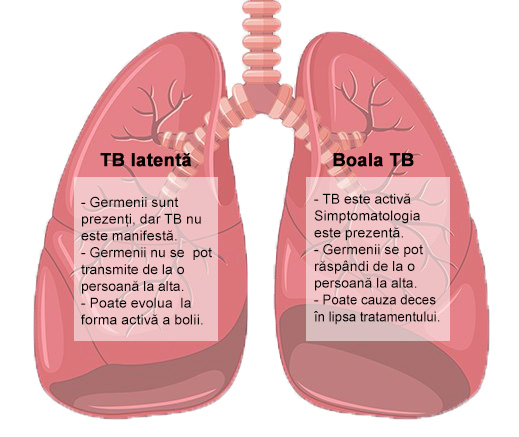 TB latentă
- Germenii sunt
prezenți, dar TB nu
este manifestă.
- Germenii nu se pot
transmite de la o
persoană la alta.
- Poate evolua la
forma activă a bolii.
Boala TB
- TB este activă
Simptomatologia
este prezentă.
- Germenii se pot
răspândi de la o
persoană la alta.
- Poate cauza deces
în lipsa tratamentului.